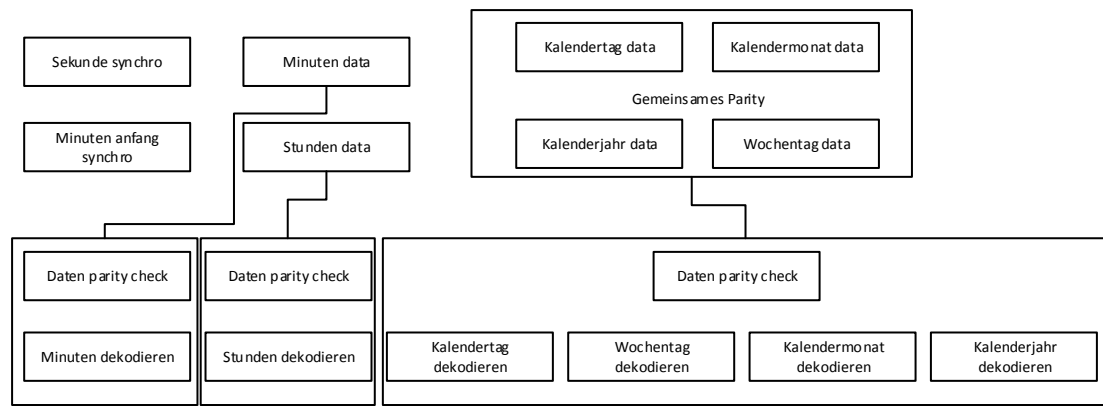 Sekunde synchro
Minuten data
Kalendertag data
Kalendermonat data
Gemeinsames Parity
Minuten anfang
synchro
Stunden data
Kalenderjahr data
Wochentag data
Daten parity check
Minuten dekodieren
Daten parity check
Stunden dekodieren
Daten parity check
Kalendertag
dekodieren
Wochentag
dekodieren
Kalendermonat
dekodieren
Kalenderjahr
dekodieren